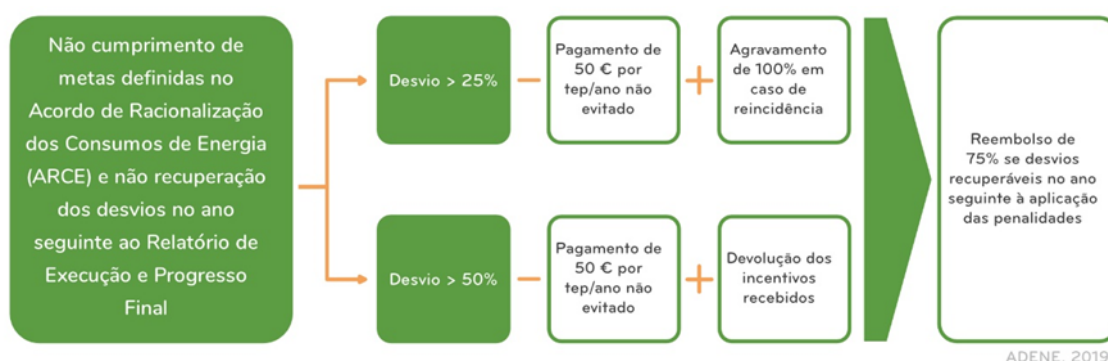 Não cumprimento de
metas definidas no
Acordo de Racionalização
dos Consumos de Energia
(ARCE) e não recuperação
dos desvios no ano
seguinte ao Relatório de
Execução e Progresso
Final
Desvio > 25%
Pagamento de
50 € por
tep/ano não
evitado
Agravamento
de 100% em
caso de
reincidência
Desvio > 50%
Pagamento de
50 € por
tep/ano não
evitado
Devolução dos
incentivos
recebidos
Reembolso de
75% se desvios
recuperáveis no ano
seguinte à aplicação
das penalidades
ADENE, 2019